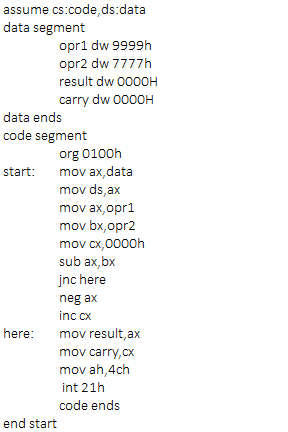 assume cs:code,ds:data
data segment
opr1 dw 9999h
opr2 dw 7777h
result dw 0000H
carry dw 0000H
data ends
code segment
org 0100h
start: mov ax,data
mov ds,ax
mov ax,opr1
mov bx,opr2
mov cx,0000h
sub ax,bx
jnc here
neg ax
inc cx
here: mov result,ax
mov carry,cx
mov ah,4ch
int 21h
code ends
end start